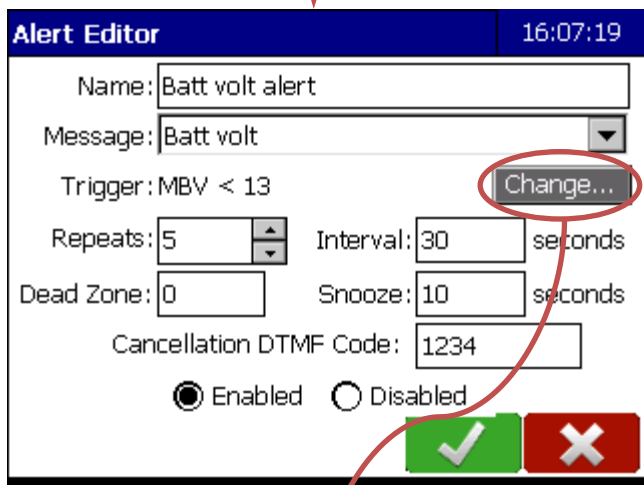 Alert Editor 16:07:19
Name: Batt volt alert
Message: Batt volt
Trigger: MBV < 13 Change...
Repeats: 5 Interval: 30 seconds
Dead Zone: 0 Snooze: 10 seconds
Cancellation DTMF Code: 1234
Enabled Disabled